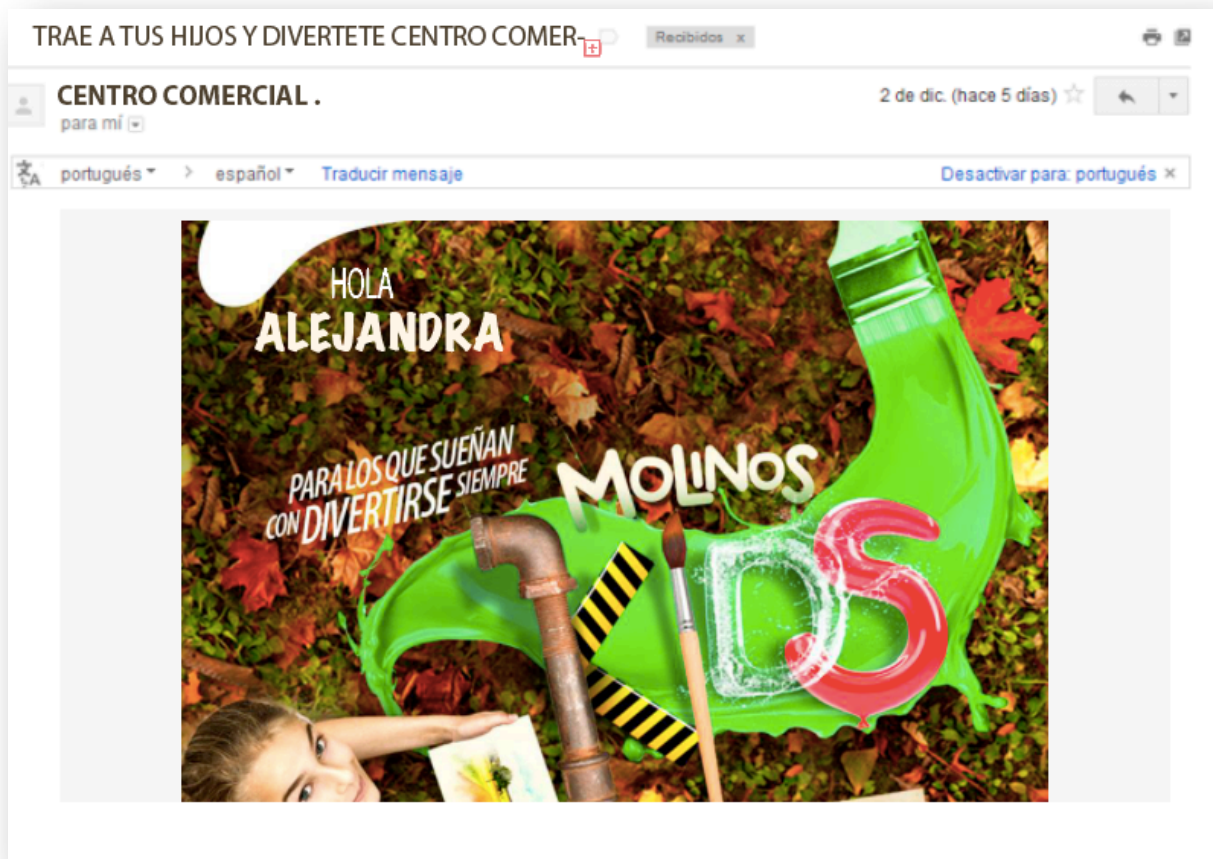 TRAE A TUS HIJOS Y DIVERTETE CENTRO COMER-
Recibidos x
CENTRO COMERCIAL .
2 de dic. (hace 5 días)
para mí
portugués > español Traducir mensaje
Desactivar para: portugués ×
HOLA
ALEJANDRA
PARA LOS QUE SUEÑAN
CON DIVERTIRSE SIEMPRE
MOLINOS
KIDS